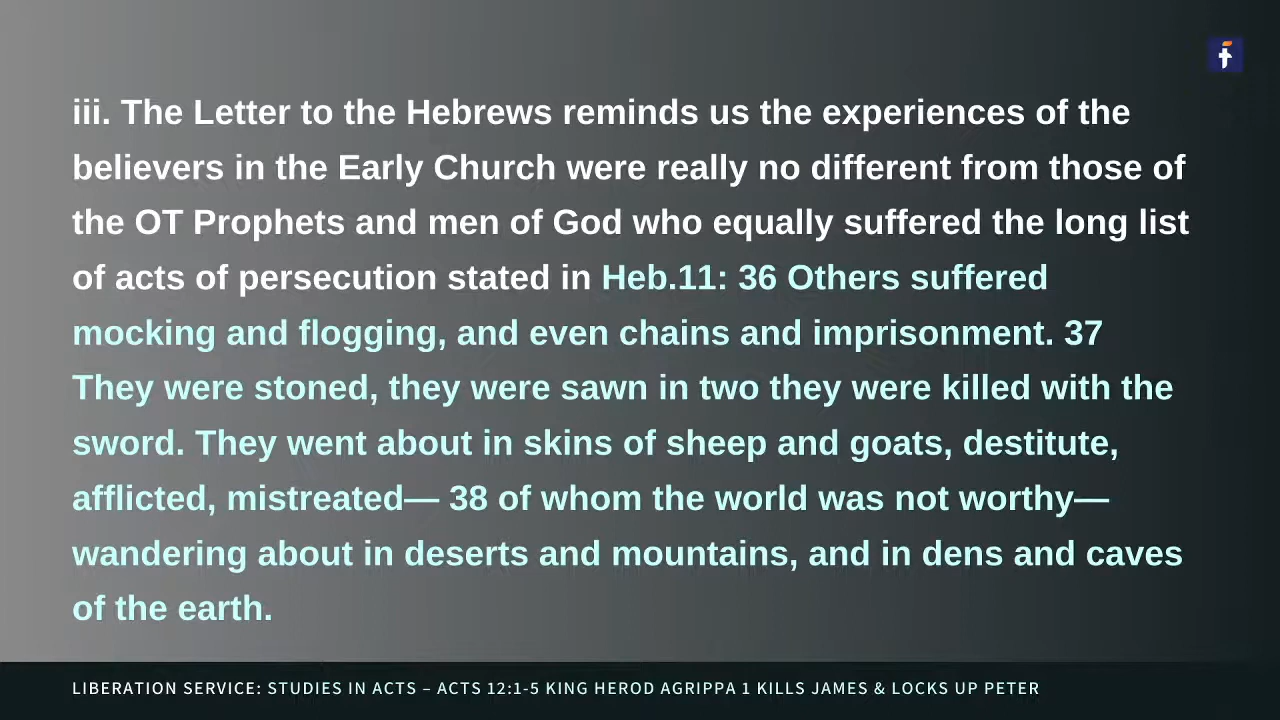 iii. The Letter to the Hebrews reminds us the experiences of the
believers in the Early Church were really no different from those of
the OT Prophets and men of God who equally suffered the long list
of acts of persecution stated in Heb.11: 36 Others suffered
mocking and flogging, and even chains and imprisonment. 37
They were stoned, they were sawn in two they were killed with the
sword. They went about in skins of sheep and goats, destitute,
afflicted, mistreated— 38 of whom the world was not worthy—
wandering about in deserts and mountains, and in dens and caves
of the earth.
LIBERATION SERVICE: STUDIES IN ACTS – ACTS 12:1-5 KING HEROD AGRIPPA 1 KILLS JAMES & LOCKS UP PETER